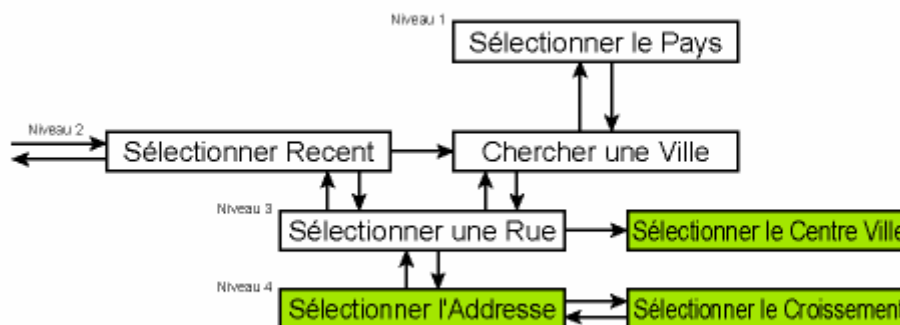 Niveau 1
Sélectionner le Pays
Niveau 2
Sélectionner Recent
Chercher une Ville
Niveau 3
Sélectionner une Rue
Sélectionner le Centre Ville
Niveau 4
Sélectionner l'Addresse
Sélectionner le Croissement